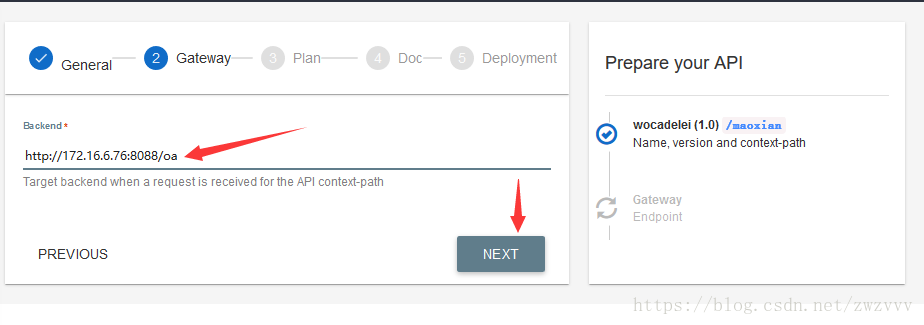 General
2
Gateway
3
Plan
4
Doc
5
Deployment
Backend *
http://172.16.6.76:8088/oa
Target backend when a request is received for the API context-path
PREVIOUS
NEXT
Prepare your API
wocadelei (1.0) /maoxian
Name, version and context-path
Gateway
Endpoint
https://blog.csdn.net/zwzvvv